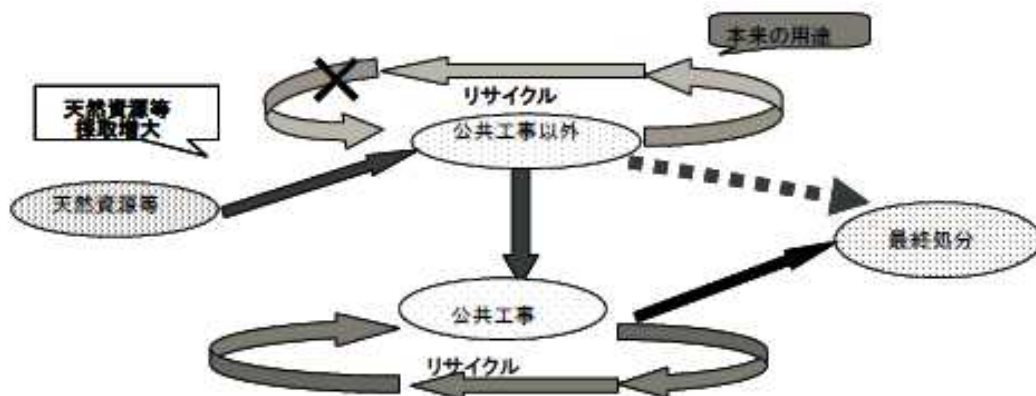 本来の用途
リサイクル
天然資源等
採取増大
公共工事以外
天然資源等
最終処分
公共工事
リサイクル